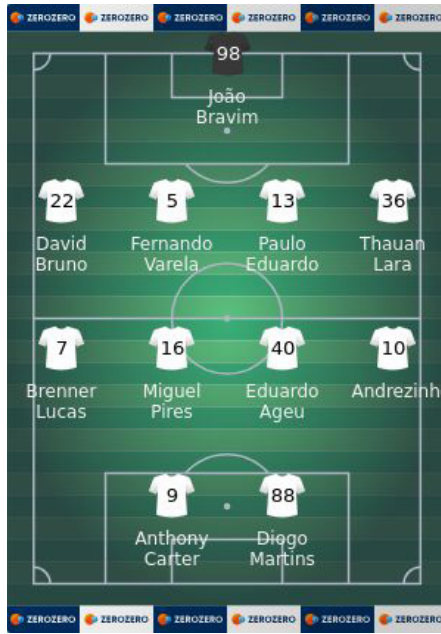 ZEROZERO ZEROZERO ZEROZERO ZEROZERO ZEROZERO ZEROZERO
98
João
Bravim
22 5 13 36
David Fernando Paulo Thauan
Bruno Varela Eduardo Lara
7 16 40 10
Brenner Miguel Eduardo Andrezinh
Lucas Pires Ageu
9 88
Anthony Diogo
Carter Martins
ZEROZERO ZEROZERO ZEROZERO ZEROZERO ZEROZERO ZEROZERO